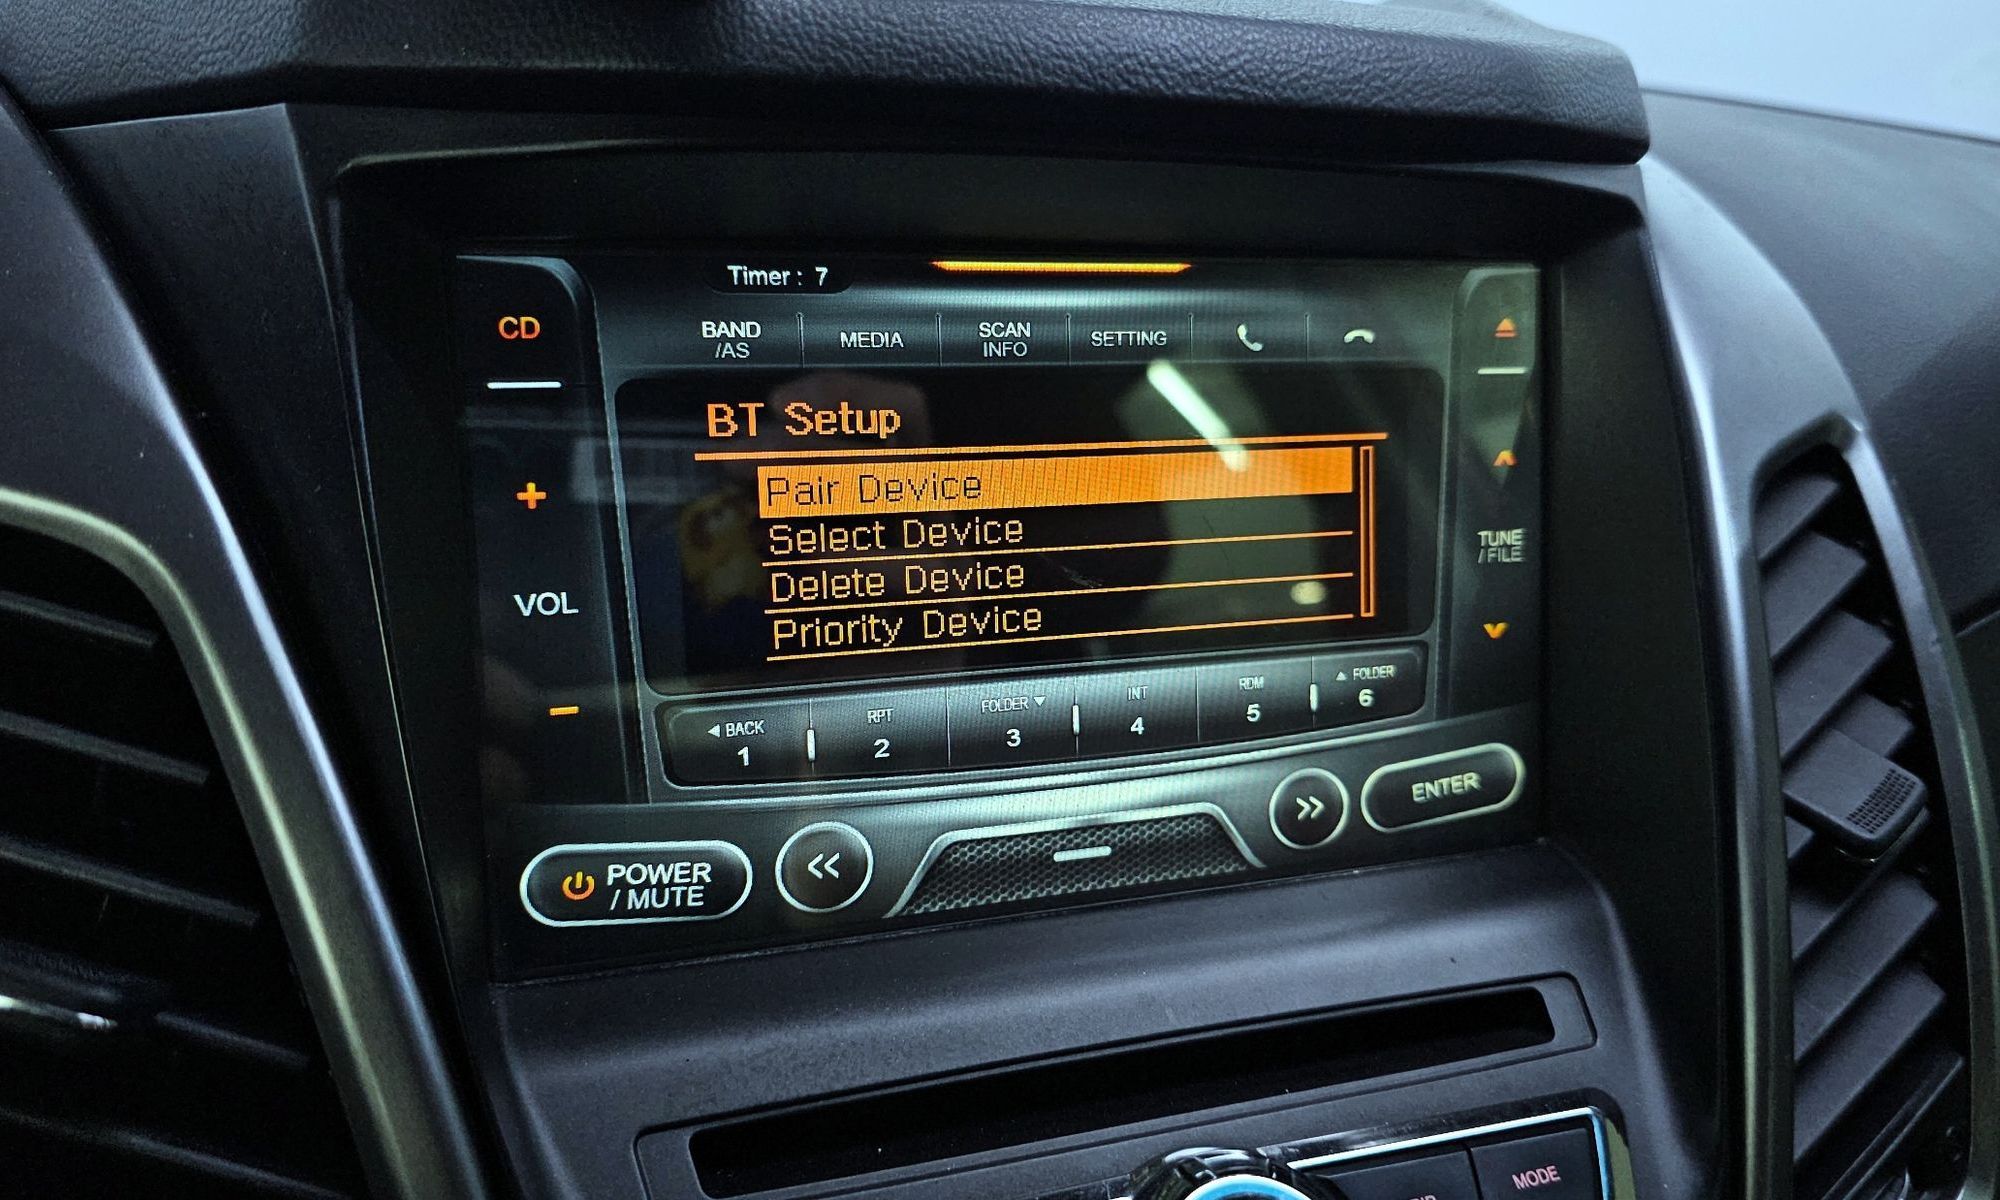 Timer : 7
CD
BAND
/AS
MEDIA
SCAN
INFO
SETTING
BT Setup
Pair Device
Select Device
Delete Device
Priority Device
+
VOL
−
TUNE
/ FILE
◀ BACK
1
RPT
2
FOLDER ▼
3
INT
4
RDM
5
▲ FOLDER
6
POWER
/ MUTE
<<
>>
ENTER
MODE